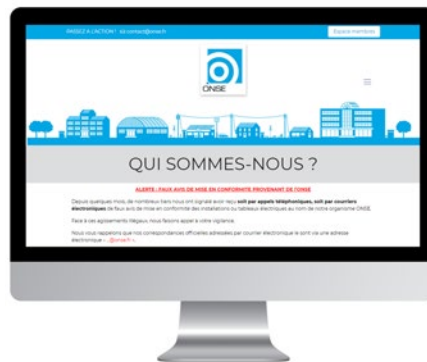 PASSEZ À L'ACTION ! contact@onse.fr
Espace membres
ONSE
QUI SOMMES-NOUS ?
ALERTE : FAUX AVIS DE MISE EN CONFORMITE PROVENANT DE l'ONSE
Depuis quelques mois, de nombreux tiers nous ont signalé avoir reçu soit par appels téléphoniques, soit par courriers
électroniques de faux avis de mise en conformité des installations ou tableaux électriques au nom de notre organisme ONSE.
Face à ces agissements illégaux, nous faisons appel à votre vigilance.
Nous vous rappelons que nos correspondances officielles adressées par courrier électronique le sont via une adresse
électronique « …@onse.fr ».